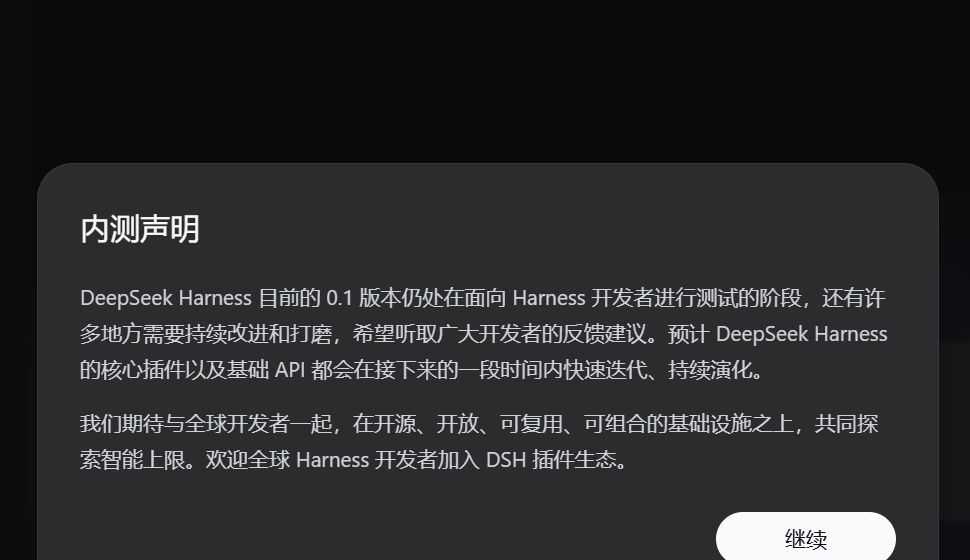 内测声明
DeepSeek Harness 目前的 0.1 版本仍处在面向 Harness 开发者进行测试的阶段，还有许
多地方需要持续改进和打磨，希望听取广大开发者的反馈建议。预计 DeepSeek Harness
的核心插件以及基础 API 都会在接下来的一段时间内快速迭代、持续演化。
我们期待与全球开发者一起，在开源、开放、可复用、可组合的基础设施之上，共同探
索智能上限。欢迎全球 Harness 开发者加入 DSH 插件生态。
继续